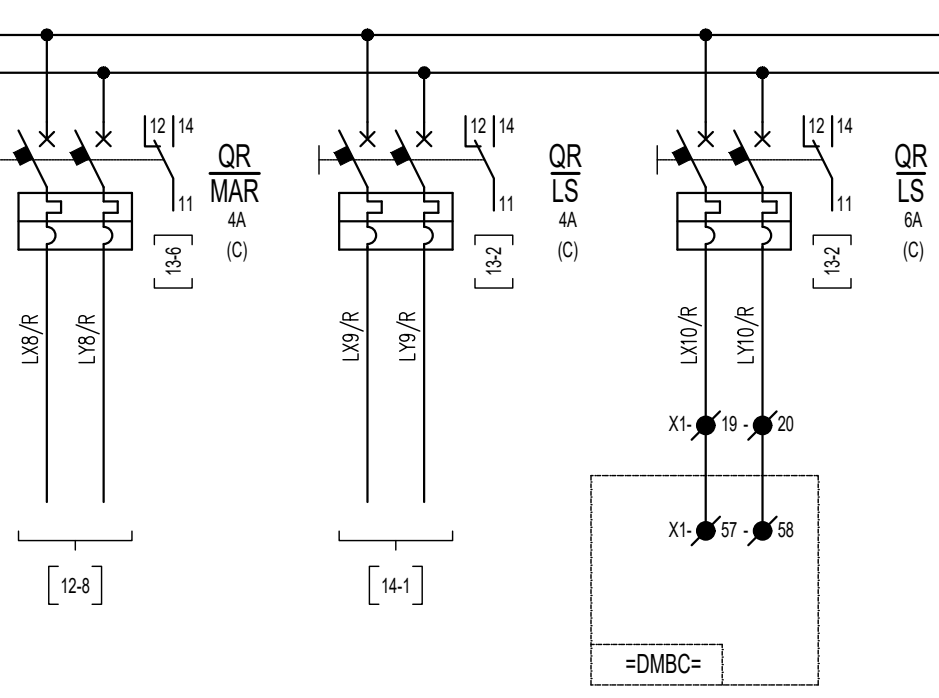 12 14
QR
MAR
4A
(C)
11
13-6
LX8/R
LY8/R
12-8
12 14
QR
LS
4A
(C)
11
13-2
LX9/R
LY9/R
14-1
12 14
QR
LS
6A
(C)
11
13-2
LX10/R
LY10/R
X1- 19 - 20
X1- 57 - 58
=DMBC=